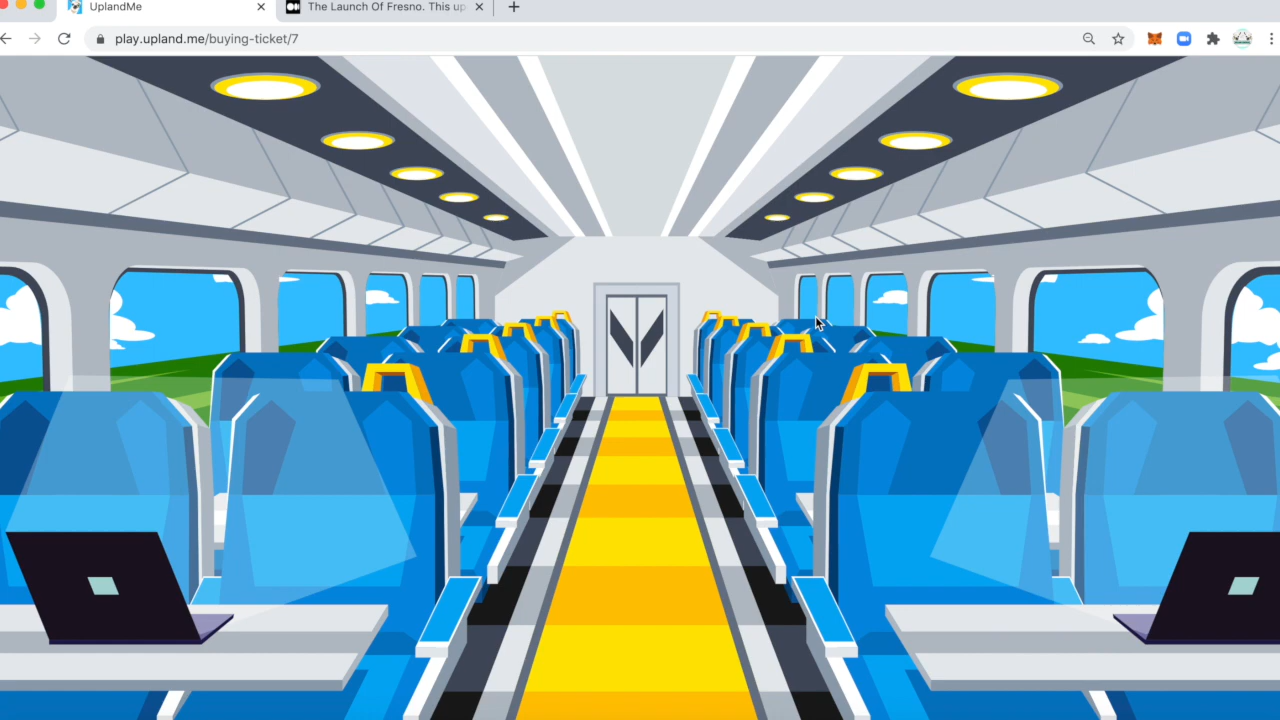 UplandMe
The Launch Of Fresno. This up
play.upland.me/buying-ticket/7